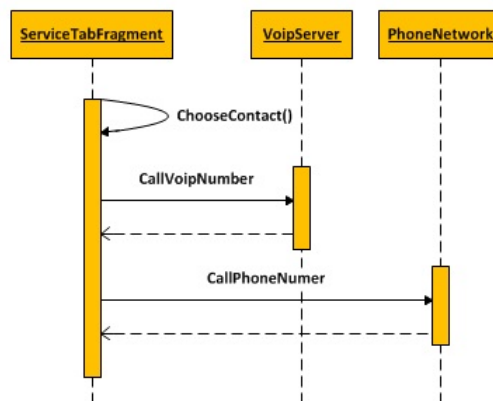 ServiceTabFragment
VoipServer
PhoneNetwork
ChooseContact()
CallVoipNumber
CallPhoneNumer